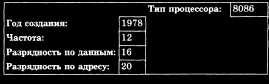 Тип процессора: 8086
Год создания: 1978
Частота: 12
Разрядность по данным: 16
Разрядность по адресу: 20